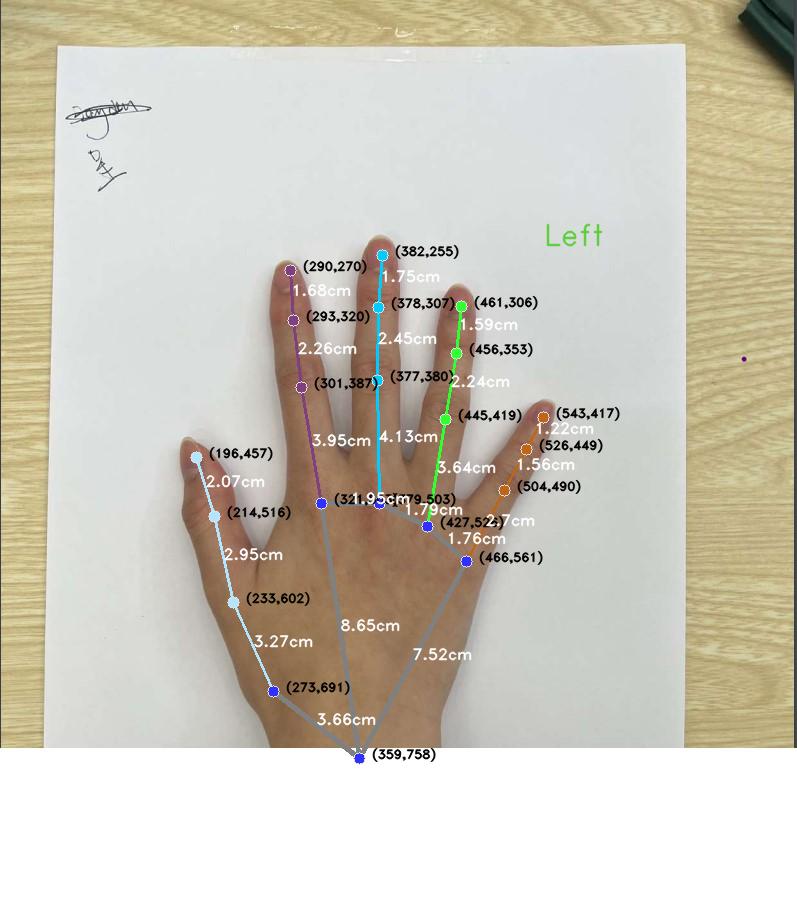 DAY
Left
(382,255)
(290,270)
1.75cm
1.68cm
(378,307)
(461,306)
(293,320)
1.59cm
2.45cm
2.26cm
(456,353)
(301,387)
(377,380)
2.24cm
(445,419)
(543,417)
1.22cm
3.95cm
4.13cm
(526,449)
(196,457)
1.56cm
3.64cm
2.07cm
(504,490)
1.95cm
1.79cm
(214,516)
2.7cm
1.76cm
2.95cm
(466,561)
(233,602)
8.65cm
3.27cm
7.52cm
(273,691)
3.66cm
(359,758)